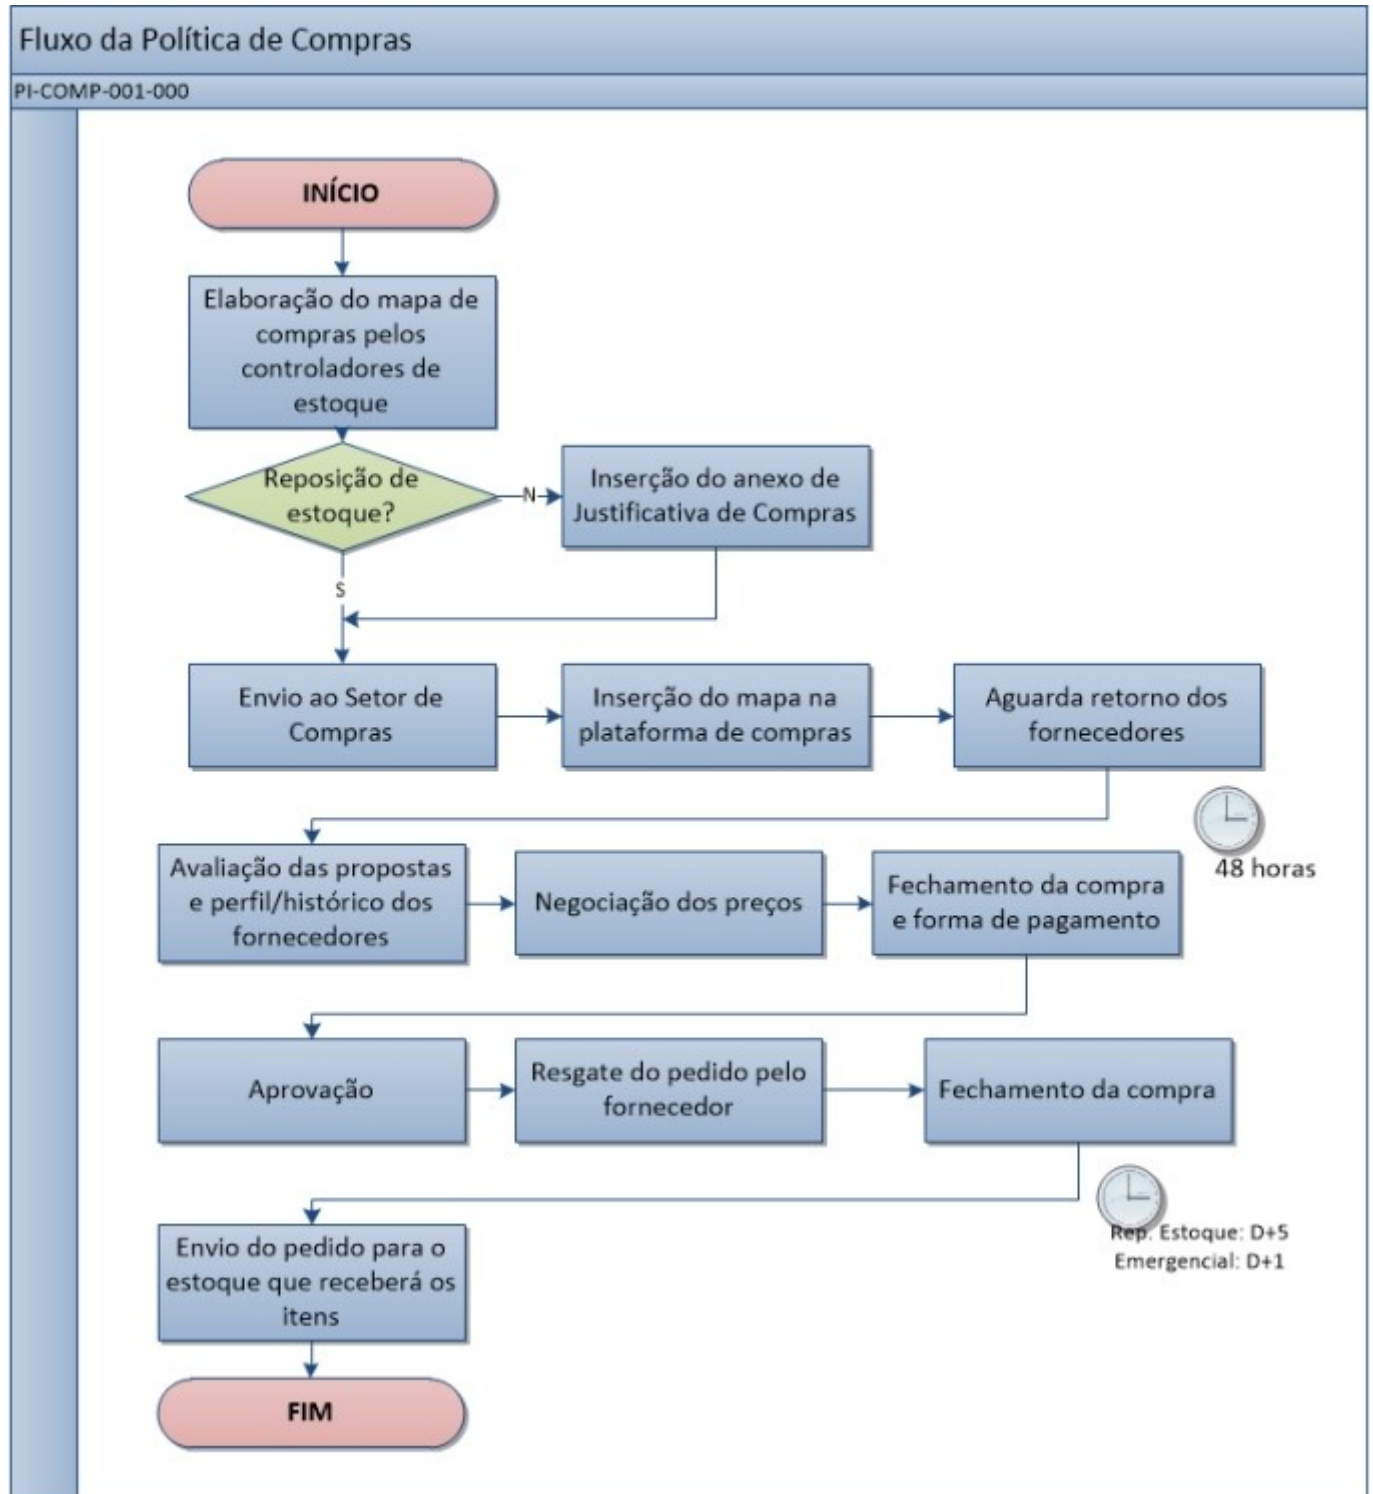 Fluxo da Política de Compras
PI-COMP-001-000
INÍCIO
Elaboração do mapa de
compras pelos
controladores de
estoque
Reposição de
estoque?
N
Inserção do anexo de
Justificativa de Compras
S
Envio ao Setor de
Compras
Inserção do mapa na
plataforma de compras
Aguarda retorno dos
fornecedores
48 horas
Avaliação das propostas
e perfil/histórico dos
fornecedores
Negociação dos preços
Fechamento da compra
e forma de pagamento
Aprovação
Resgate do pedido pelo
fornecedor
Fechamento da compra
Rep. Estoque: D+5
Emergencial: D+1
Envio do pedido para o
estoque que receberá os
itens
FIM